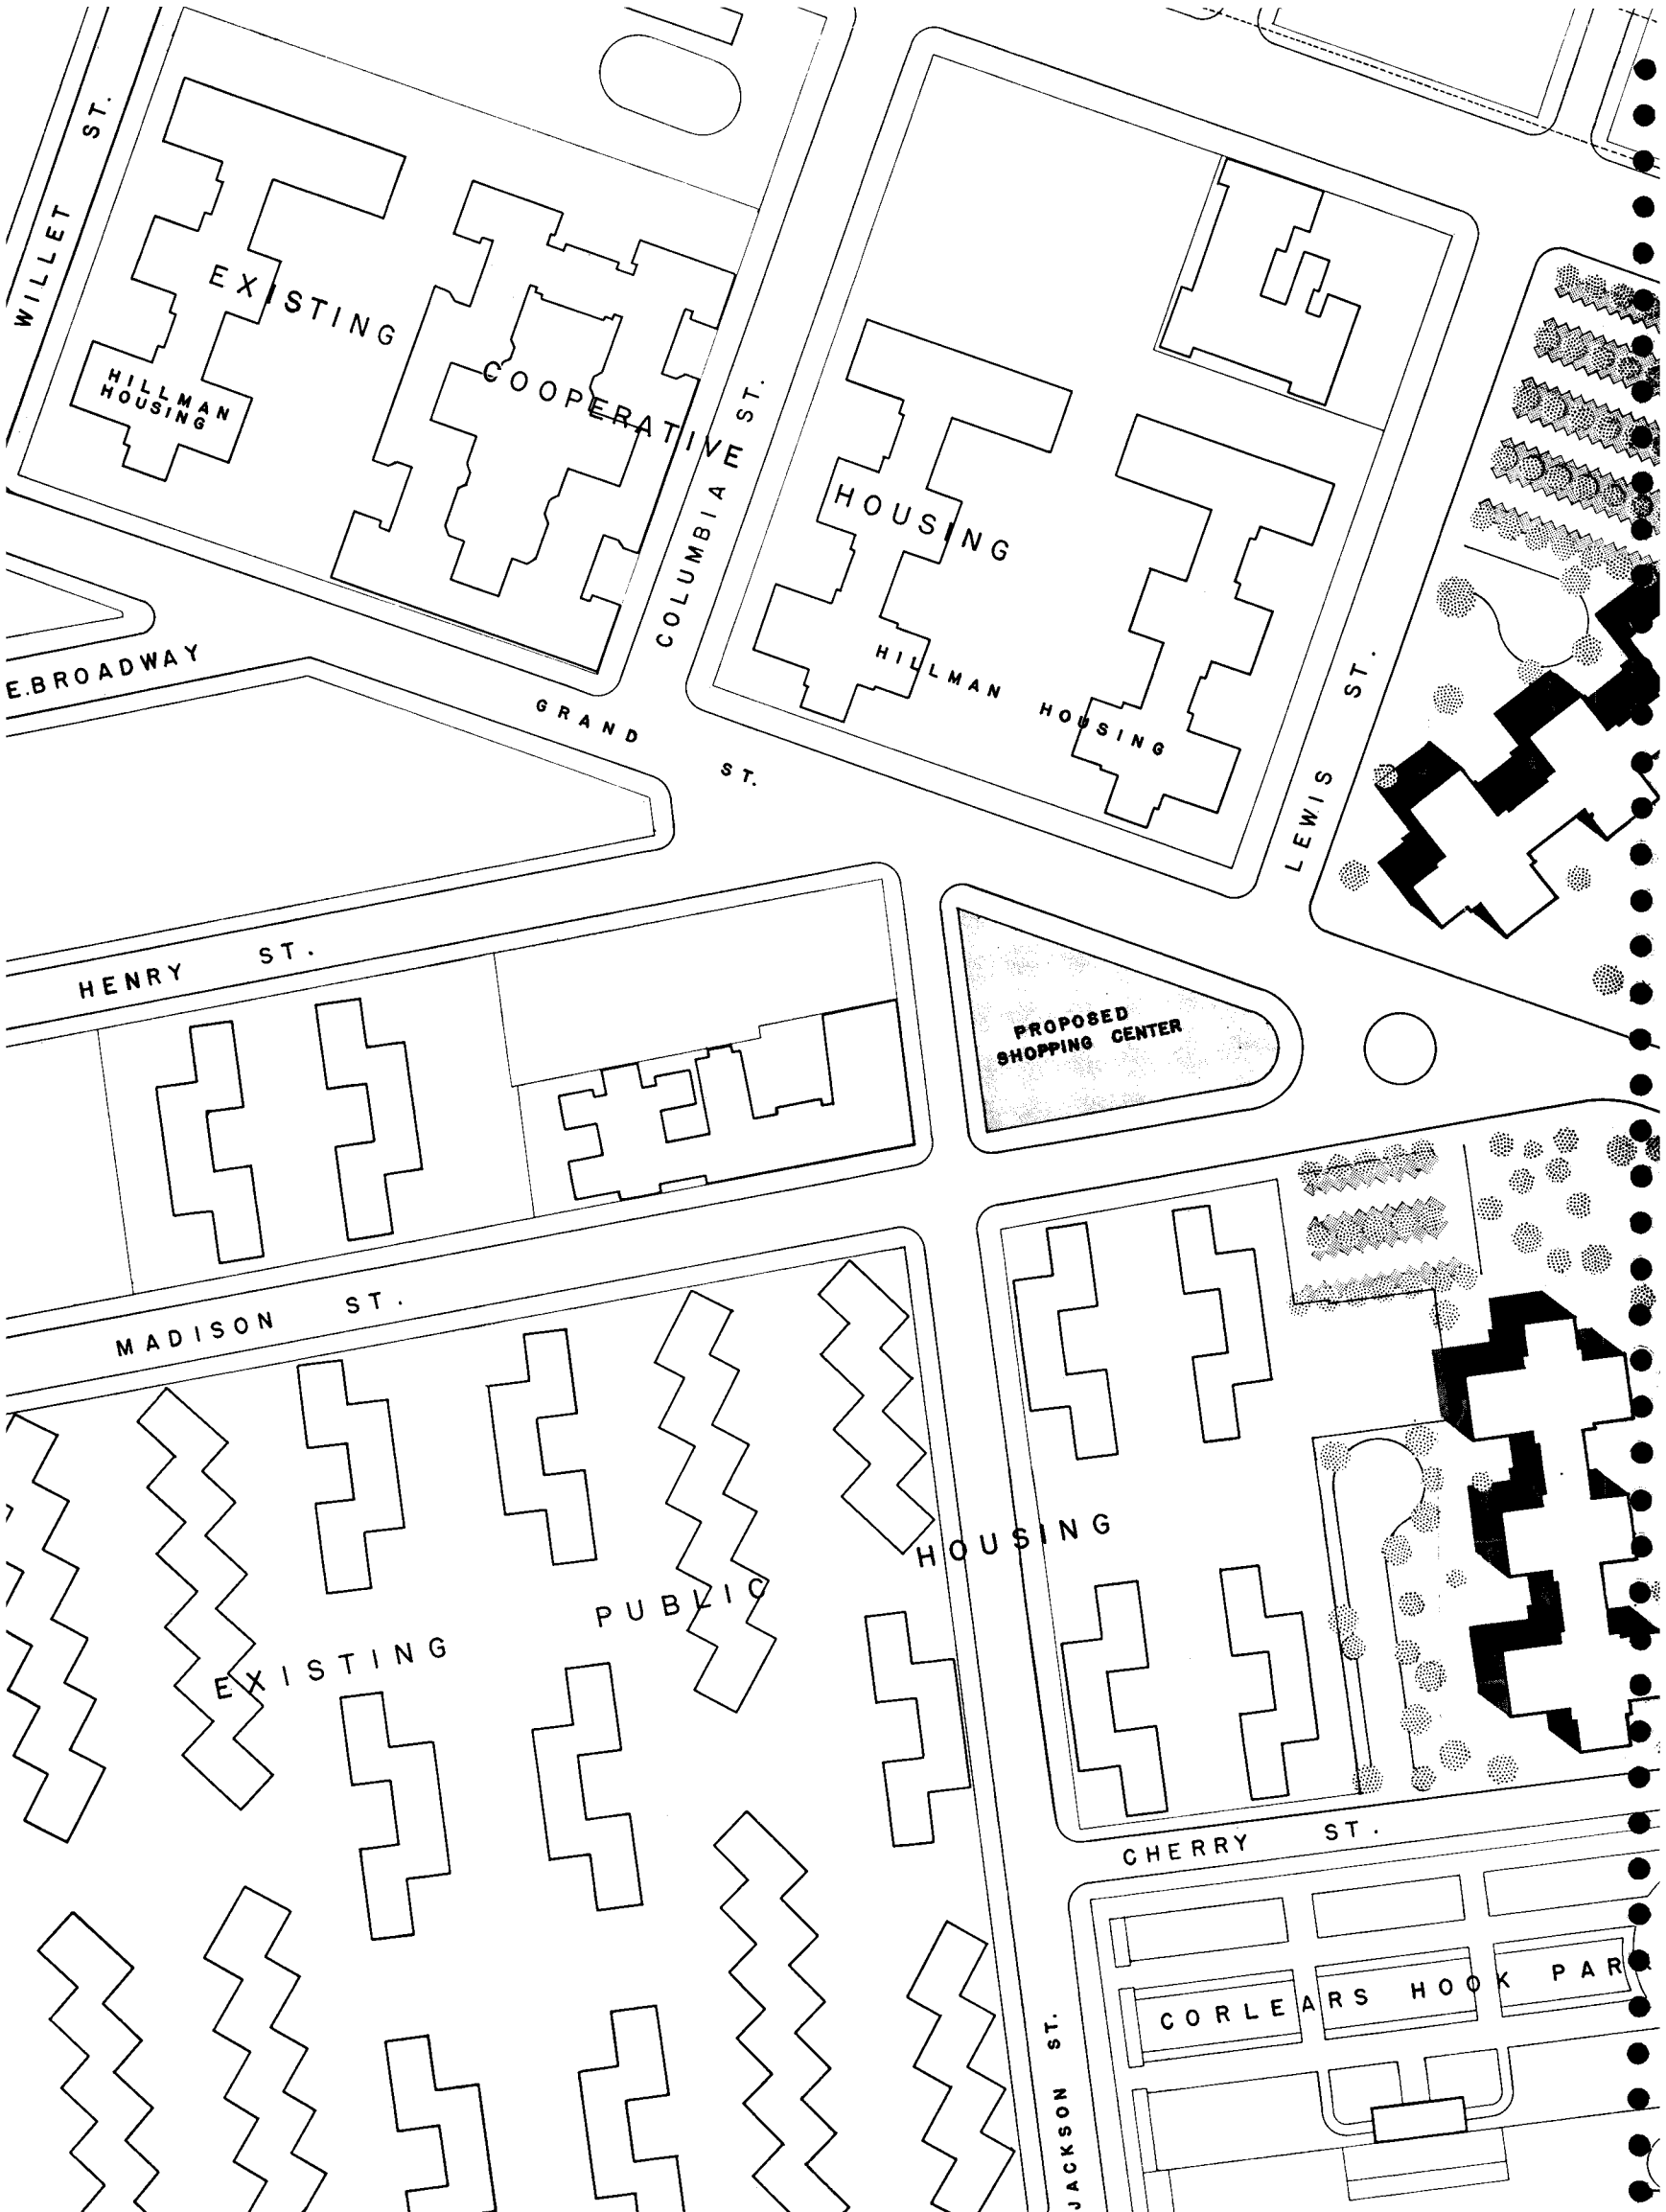 WILLET ST.
EXISTING
COOPERATIVE
HOUSING
HILLMAN
HOUSING
COLUMBIA ST.
HILLMAN HOUSING
E.BROADWAY
GRAND ST.
LEWIS ST.
HENRY ST.
PROPOSED
SHOPPING CENTER
MADISON ST.
EXISTING PUBLIC HOUSING
CHERRY ST.
CORLEARS HOOK PAR
JACKSON ST.